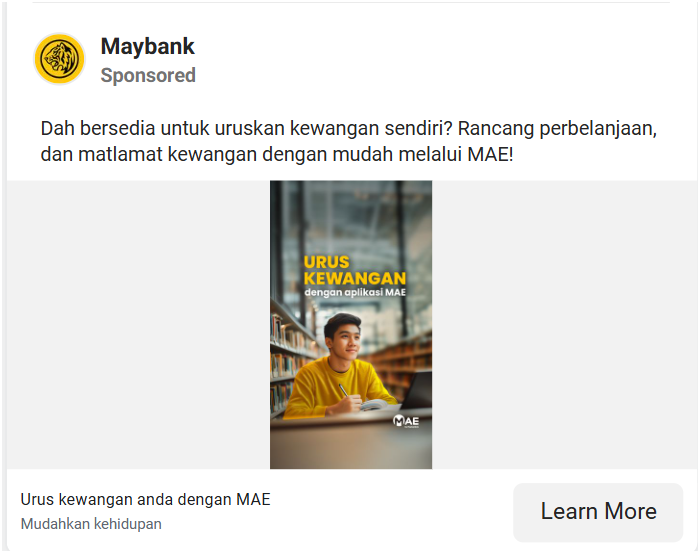 Maybank
Sponsored
Dah bersedia untuk uruskan kewangan sendiri? Rancang perbelanjaan,
dan matlamat kewangan dengan mudah melalui MAE!
URUS
KEWANGAN
dengan aplikasi MAE
MAE
Urus kewangan anda dengan MAE
Mudahkan kehidupan
Learn More